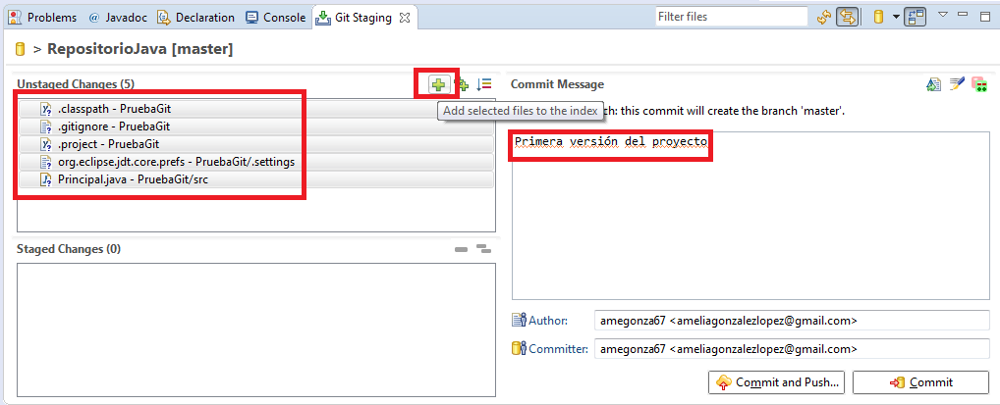 Problems @ Javadoc Declaration Console Git Staging
Filter files
> RepositorioJava [master]
Unstaged Changes (5)
.classpath - PruebaGit
.gitignore - PruebaGit
.project - PruebaGit
org.eclipse.jdt.core.prefs - PruebaGit/.settings
Principal.java - PruebaGit/src
Add selected files to the index
Staged Changes (0)
Commit Message
ch: this commit will create the branch 'master'.
Primera versión del proyecto
Author: amegonza67 <ameliagonzalezlopez@gmail.com>
Committer: amegonza67 <ameliagonzalezlopez@gmail.com>
Commit and Push... Commit